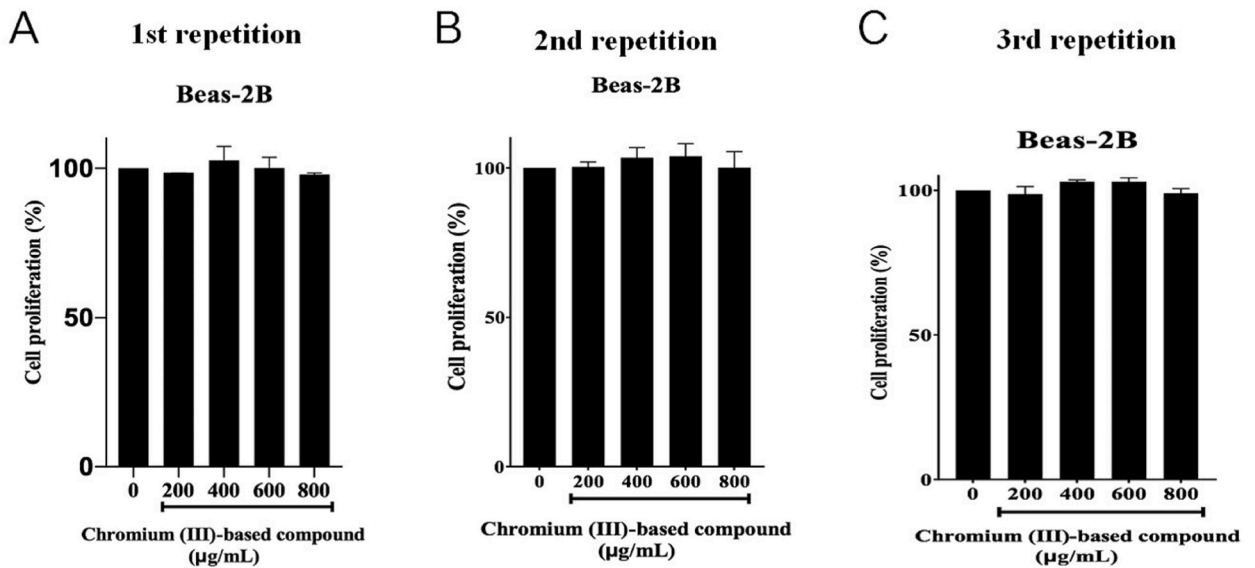 A
1st repetition
Beas-2B
Cell proliferation (%)
100
50
0
0 200 400 600 800
Chromium (III)-based compound
(µg/mL)
B
2nd repetition
Beas-2B
Cell proliferation (%)
100
50
0
0 200 400 600 800
Chromium (III)-based compound
(µg/mL)
C
3rd repetition
Beas-2B
Cell proliferation (%)
100
50
0
0 200 400 600 800
Chromium (III)-based compound
(µg/mL)